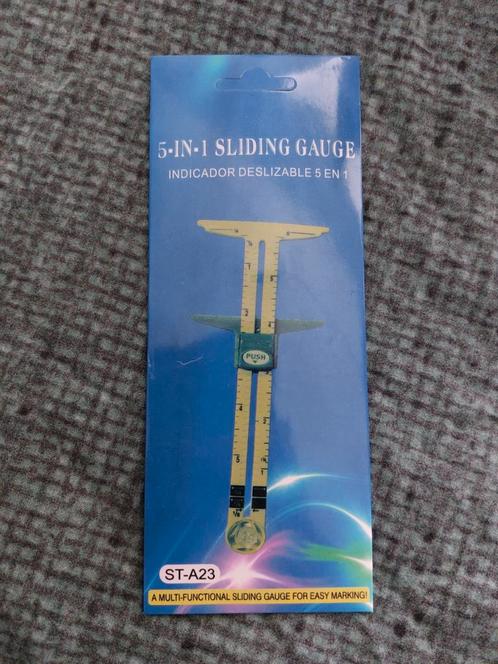 5-IN-1 SLIDING GAUGE
INDICADOR DESLIZABLE 5 EN 1
PUSH
ST-A23
A MULTI-FUNCTIONAL SLIDING GAUGE FOR EASY MARKING!